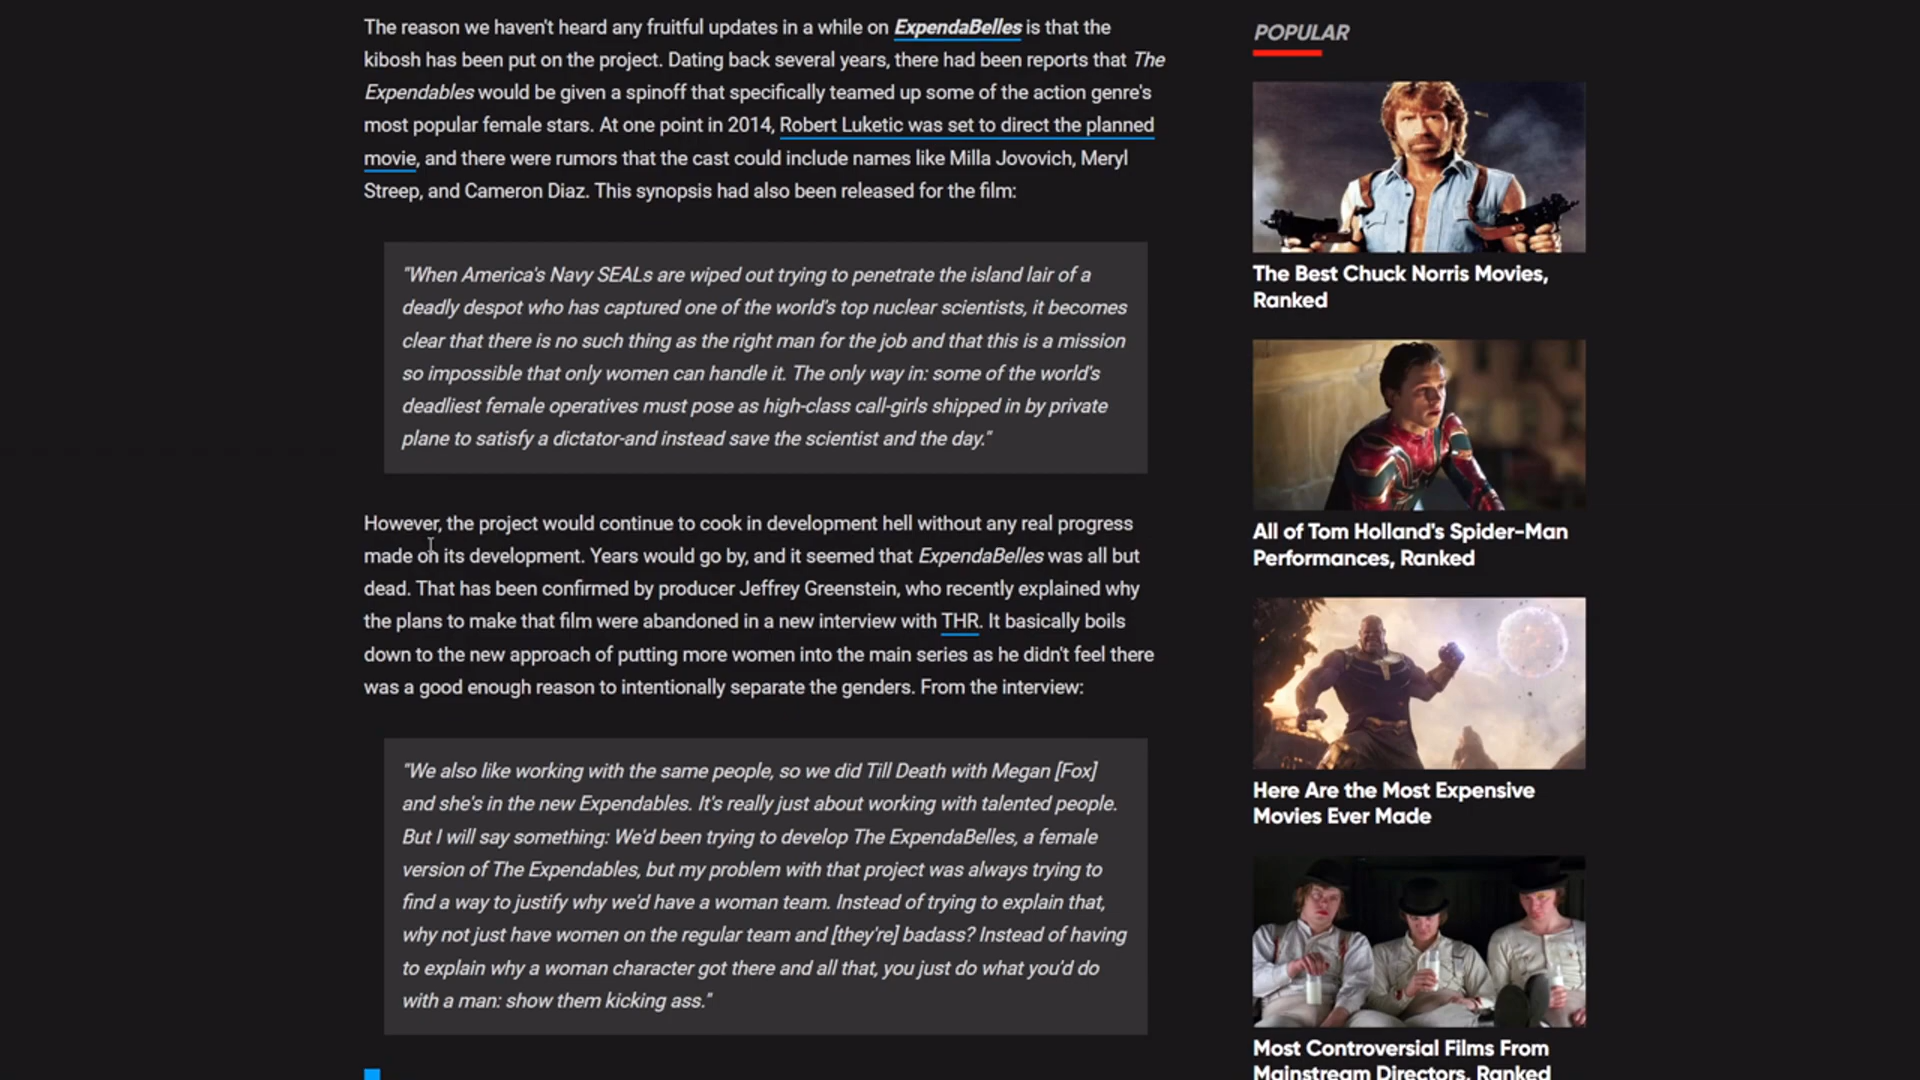 The reason we haven't heard any fruitful updates in a while on ExpendaBelles is that the
kibosh has been put on the project. Dating back several years, there had been reports that The
Expendables would be given a spinoff that specifically teamed up some of the action genre's
most popular female stars. At one point in 2014, Robert Luketic was set to direct the planned
movie, and there were rumors that the cast could include names like Milla Jovovich, Meryl
Streep, and Cameron Diaz. This synopsis had also been released for the film:
"When America's Navy SEALs are wiped out trying to penetrate the island lair of a
deadly despot who has captured one of the world's top nuclear scientists, it becomes
clear that there is no such thing as the right man for the job and that this is a mission
so impossible that only women can handle it. The only way in: some of the world's
deadliest female operatives must pose as high-class call-girls shipped in by private
plane to satisfy a dictator-and instead save the scientist and the day."
However, the project would continue to cook in development hell without any real progress
made on its development. Years would go by, and it seemed that ExpendaBelles was all but
dead. That has been confirmed by producer Jeffrey Greenstein, who recently explained why
the plans to make that film were abandoned in a new interview with THR. It basically boils
down to the new approach of putting more women into the main series as he didn't feel there
was a good enough reason to intentionally separate the genders. From the interview:
"We also like working with the same people, so we did Till Death with Megan [Fox]
and she's in the new Expendables. It's really just about working with talented people.
But I will say something: We'd been trying to develop The ExpendaBelles, a female
version of The Expendables, but my problem with that project was always trying to
find a way to justify why we'd have a woman team. Instead of trying to explain that,
why not just have women on the regular team and [they're] badass? Instead of having
to explain why a woman character got there and all that, you just do what you'd do
with a man: show them kicking ass."
POPULAR
The Best Chuck Norris Movies,
Ranked
All of Tom Holland's Spider-Man
Performances, Ranked
Here Are the Most Expensive
Movies Ever Made
Most Controversial Films From
Mainstream Directors, Ranked